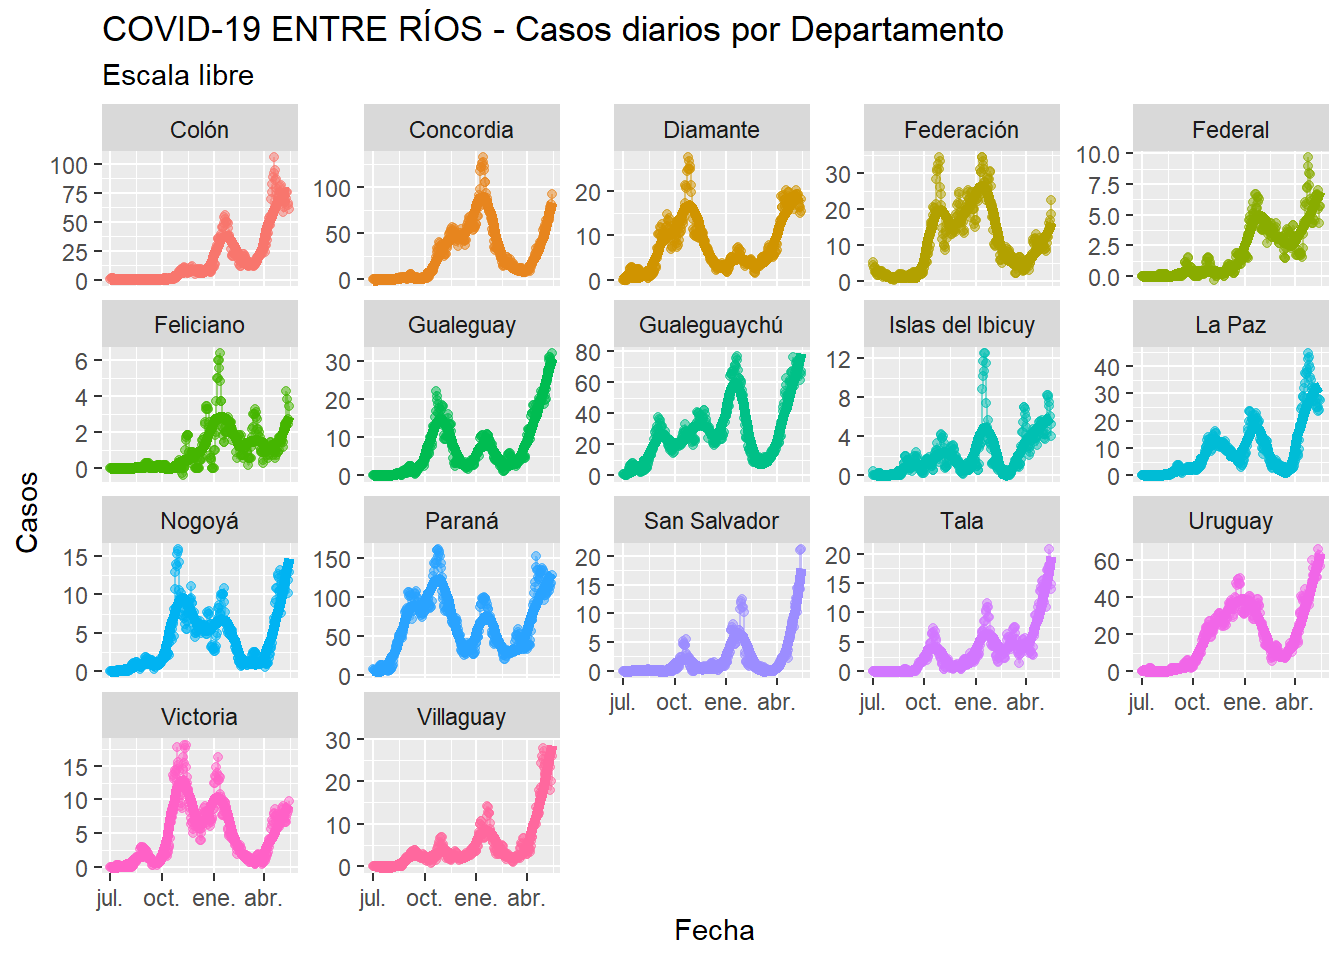 COVID-19 ENTRE RÍOS - Casos diarios por Departamento
Escala libre
Colón
Concordia
Diamante
Federación
Federal
100
75
50
25
0
100
50
0
20
10
0
30
20
10
0
10.0
7.5
5.0
2.5
0.0
Feliciano
Gualeguay
Gualeguaychú
Islas del Ibicuy
La Paz
6
4
2
0
30
20
10
0
80
60
40
20
0
12
8
4
0
40
30
20
10
0
Casos
Nogoyá
Paraná
San Salvador
Tala
Uruguay
15
10
5
0
150
100
50
0
20
15
10
5
0
20
15
10
5
0
60
40
20
0
jul. oct. ene. abr.
jul. oct. ene. abr.
jul. oct. ene. abr.
Victoria
Villaguay
15
10
5
0
30
20
10
0
jul. oct. ene. abr.
jul. oct. ene. abr.
Fecha